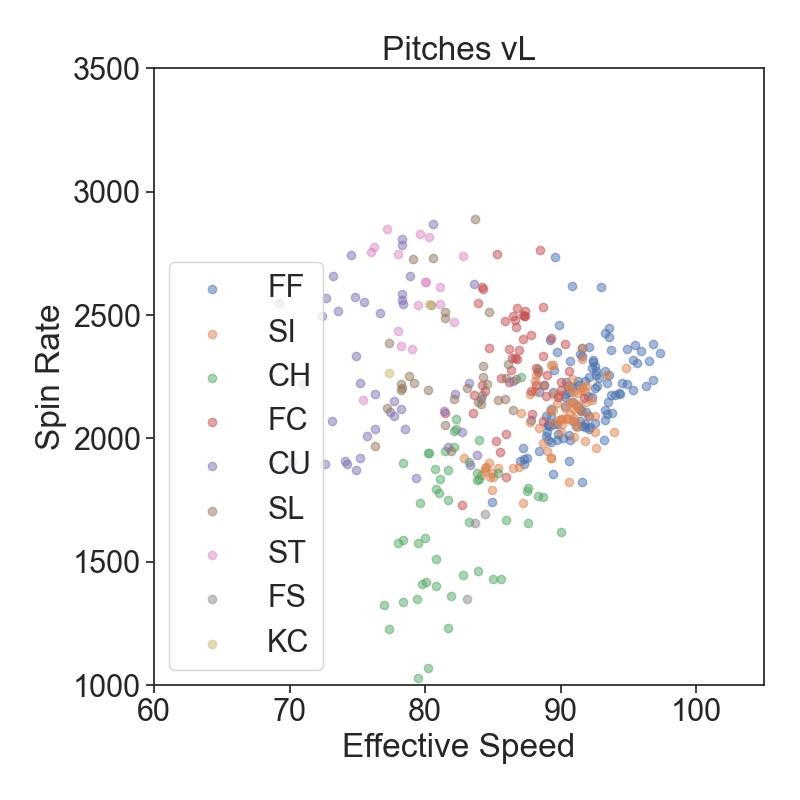 Pitches vL
3500
3000
2500
2000
1500
1000
Spin Rate
FF
SI
CH
FC
CU
SL
ST
FS
KC
60
70
80
90
100
Effective Speed